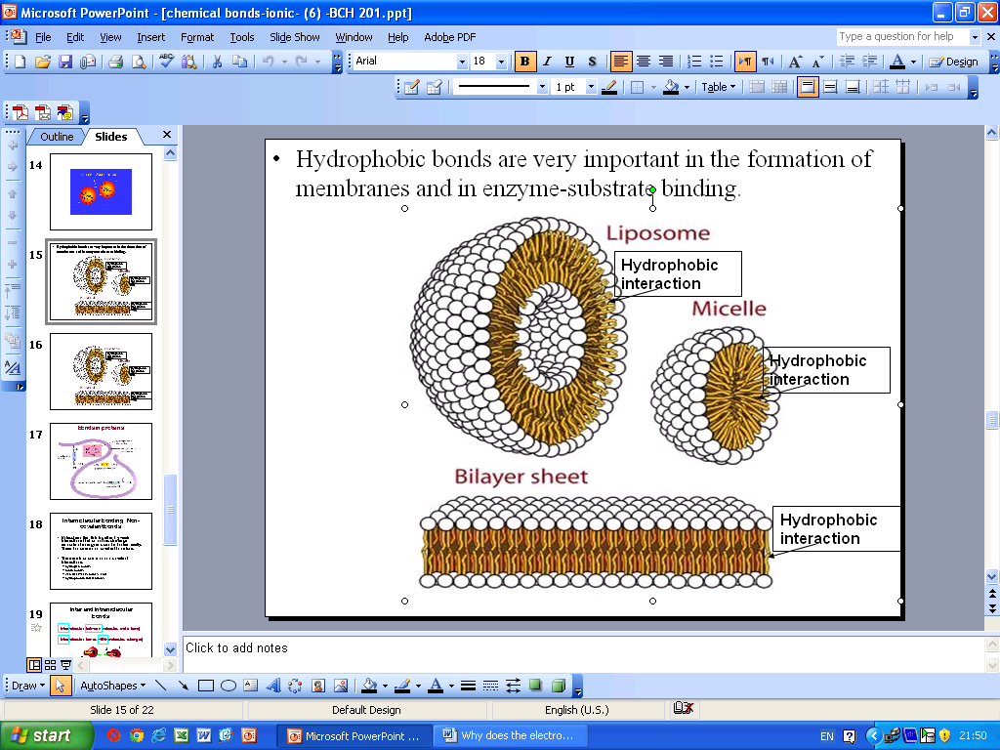 Microsoft PowerPoint - [chemical bonds-ionic- (6) -BCH 201.ppt]
File Edit View Insert Format Tools Slide Show Window Help Adobe PDF
Type a question for help
Arial 18 B I U S Design
1 pt Table
Outline Slides
14
15
16
17
Bonds in proteins
18
19
• Hydrophobic bonds are very important in the formation of
membranes and in enzyme-substrate binding.
Liposome
Hydrophobic
interaction
Micelle
Hydrophobic
interaction
Bilayer sheet
Hydrophobic
interaction
Click to add notes
Draw AutoShapes
Slide 15 of 22 Default Design English (U.S.)
start Microsoft PowerPoint ... Why does the electro... EN 21:50